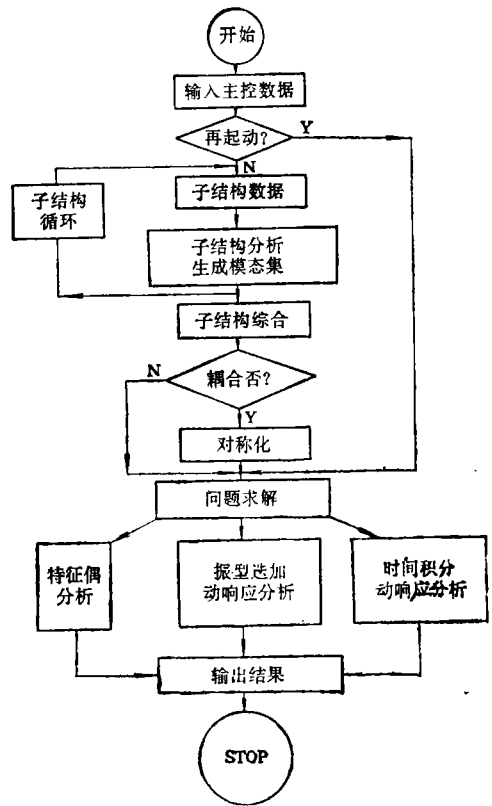 开始
输入主控数据
再起动?
Y
N
子结构
循环
子结构数据
子结构分析
生成模态集
子结构综合
N
耦合否?
Y
对称化
问题求解
特征偶
分析
振型迭加
动响应分析
时间积分
动响应分析
输出结果
STOP